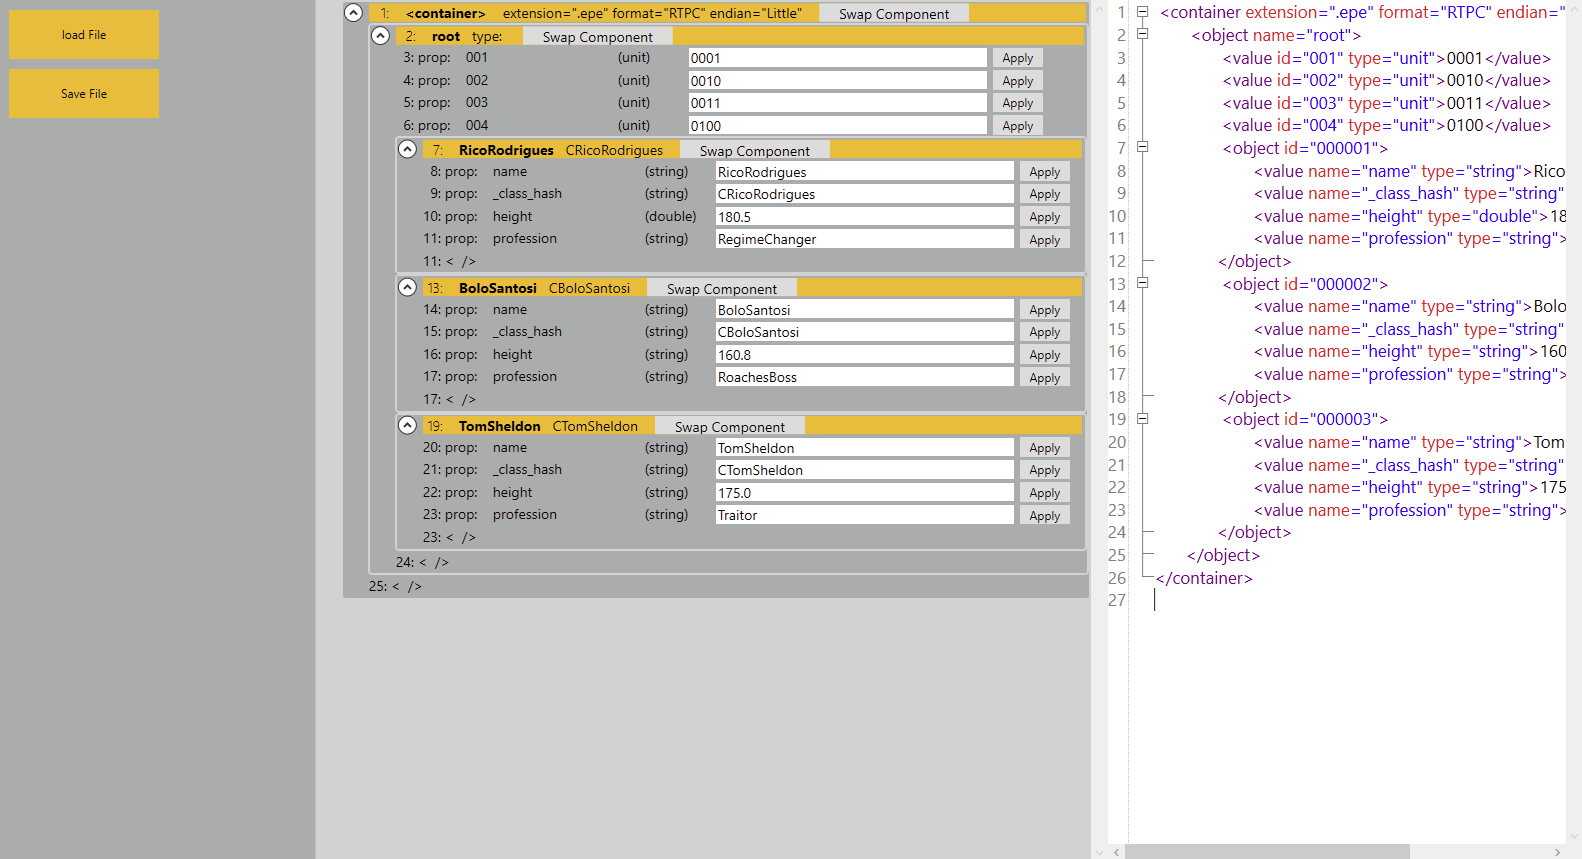 load File
Save File
1: <container> extension=".epe" format="RTPC" endian="Little" Swap Component
2: root type: Swap Component
3: prop: 001 (unit) 0001 Apply
4: prop: 002 (unit) 0010 Apply
5: prop: 003 (unit) 0011 Apply
6: prop: 004 (unit) 0100 Apply
7: RicoRodrigues CRicoRodrigues Swap Component
8: prop: name (string) RicoRodrigues Apply
9: prop: _class_hash (string) CRicoRodrigues Apply
10: prop: height (double) 180.5 Apply
11: prop: profession (string) RegimeChanger Apply
11: < />
13: BoloSantosi CBoloSantosi Swap Component
14: prop: name (string) BoloSantosi Apply
15: prop: _class_hash (string) CBoloSantosi Apply
16: prop: height (string) 160.8 Apply
17: prop: profession (string) RoachesBoss Apply
17: < />
19: TomSheldon CTomSheldon Swap Component
20: prop: name (string) TomSheldon Apply
21: prop: _class_hash (string) CTomSheldon Apply
22: prop: height (string) 175.0 Apply
23: prop: profession (string) Traitor Apply
23: < />
24: < />
25: < />
1 <container extension=".epe" format="RTPC" endian="
2 <object name="root">
3 <value id="001" type="unit">0001</value>
4 <value id="002" type="unit">0010</value>
5 <value id="003" type="unit">0011</value>
6 <value id="004" type="unit">0100</value>
7 <object id="000001">
8 <value name="name" type="string">Rico
9 <value name="_class_hash" type="string"
10 <value name="height" type="double">18
11 <value name="profession" type="string">
12 </object>
13 <object id="000002">
14 <value name="name" type="string">Bolo
15 <value name="_class_hash" type="string"
16 <value name="height" type="string">160
17 <value name="profession" type="string">
18 </object>
19 <object id="000003">
20 <value name="name" type="string">Tom
21 <value name="_class_hash" type="string"
22 <value name="height" type="string">175
23 <value name="profession" type="string">
24 </object>
25 </object>
26 </container>
27